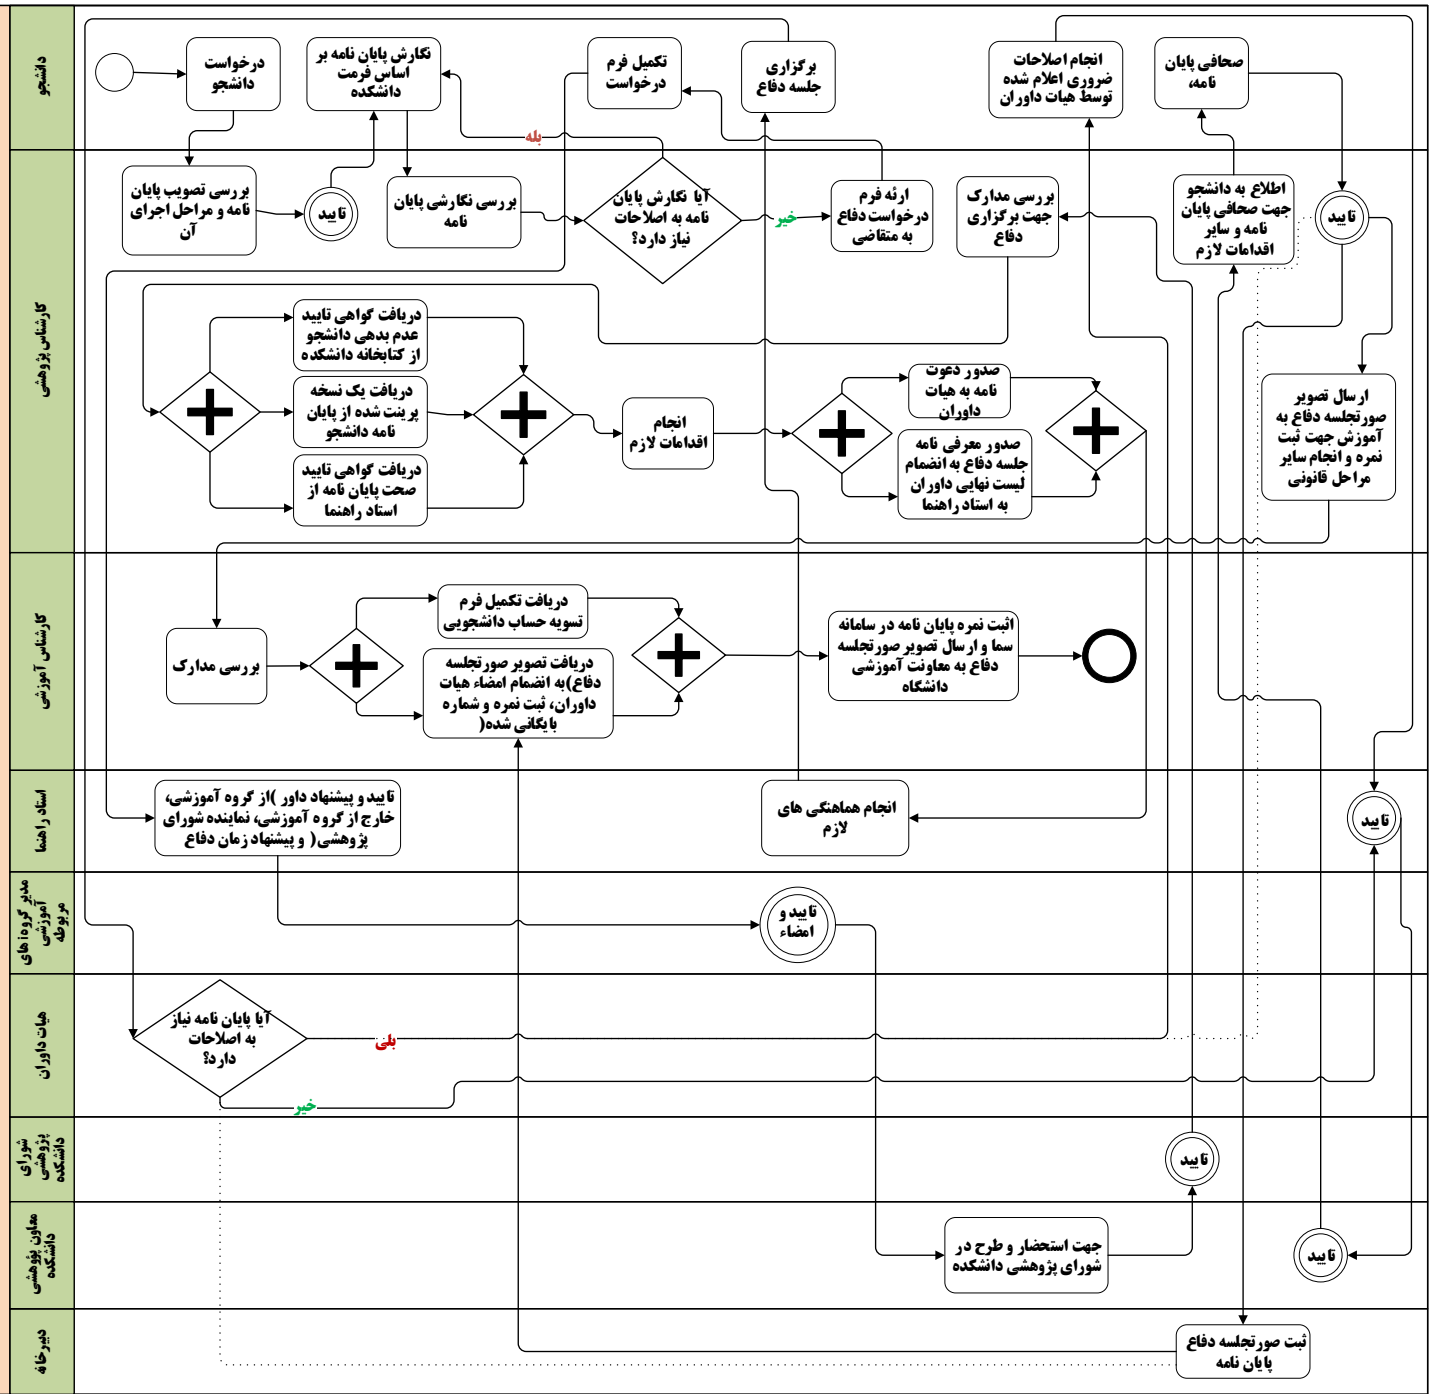 دانشجو
درخواست
دانشجو
نگارش پایان نامه بر
اساس فرمت
دانشکده
تکمیل فرم
درخواست
برگزاری
جلسه دفاع
انجام اصلاحات
ضروری اعلام شده
توسط هیات داوران
صحافی پایان
نامه،
بله
کارشناس پژوهشی
بررسی تصویب پایان
نامه و مراحل اجرای
آن
تایید
بررسی نگارشی پایان
نامه
آیا نگارش پایان
نامه به اصلاحات
نیاز دارد؟
خیر
ارئه فرم
درخواست دفاع
به متقاضی
بررسی مدارک
جهت برگزاری
دفاع
اطلاع به دانشجو
جهت صحافی پایان
نامه و سایر
اقدامات لازم
تایید
دریافت گواهی تایید
عدم بدهی دانشجو
از کتابخانه دانشکده
دریافت یک نسخه
پرینت شده از پایان
نامه دانشجو
دریافت گواهی تایید
صحت پایان نامه از
استاد راهنما
انجام
اقدامات لازم
صدور دعوت
نامه به هیات
داوران
صدور معرفی نامه
جلسه دفاع به انضمام
لیست نهایی داوران
به استاد راهنما
ارسال تصویر
صورتجلسه دفاع به
آموزش جهت ثبت
نمره و انجام سایر
مراحل قانونی
کارشناس آموزشی
بررسی مدارک
دریافت تکمیل فرم
تسویه حساب دانشجویی
دریافت تصویر صورتجلسه
دفاع)به انضمام امضاء هیات
داوران، ثبت نمره و شماره
بایگانی شده(
اثبت نمره پایان نامه در سامانه
سما و ارسال تصویر صورتجلسه
دفاع به معاونت آموزشی
دانشگاه
استاد راهنما
تایید و پیشنهاد داور )از گروه آموزشی،
خارج از گروه آموزشی، نماینده شورای
پژوهشی( و پیشنهاد زمان دفاع
انجام هماهنگی های
لازم
تایید
مدیر گروه های
آموزشی
مربوطه
تایید و
امضاء
هیات داوران
آیا پایان نامه نیاز
به اصلاحات
دارد؟
بلی
خیر
شورای
پژوهشی
دانشکده
تایید
معاون پژوهشی
دانشکده
جهت استحضار و طرح در
شورای پژوهشی دانشکده
تایید
دبیرخانه
ثبت صورتجلسه دفاع
پایان نامه